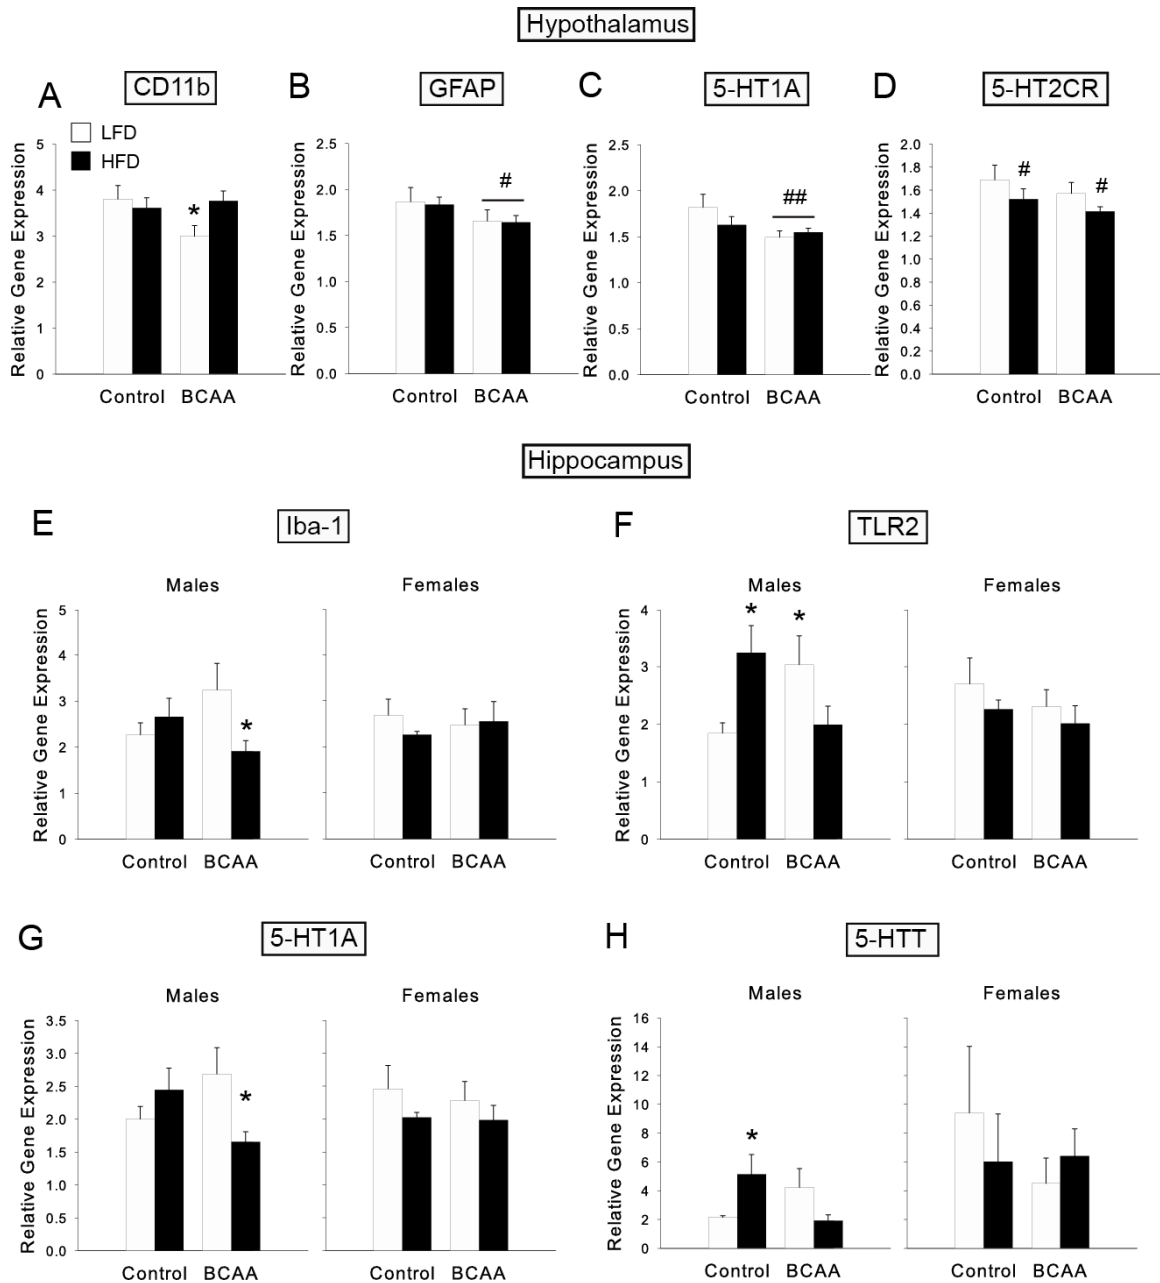 Hypothalamus
A CD11b B GFAP C 5-HT1A D 5-HT2CR
LFD
HFD
Relative Gene Expression
5
4
3
2
1
0
*
Control BCAA
Relative Gene Expression
2.5
2.0
1.5
1.0
0.5
0.0
#
Control BCAA
Relative Gene Expression
2.5
2.0
1.5
1.0
0.5
0.0
##
Control BCAA
Relative Gene Expression
2.0
1.8
1.6
1.4
1.2
1.0
0.8
0.6
0.4
0.2
0.0
# #
Control BCAA
Hippocampus
E Iba-1
Males Females
Relative Gene Expression
5
4
3
2
1
0
*
Control BCAA Control BCAA
F TLR2
Males Females
Relative Gene Expression
4
3
2
1
0
* *
Control BCAA Control BCAA
G 5-HT1A
Males Females
Relative Gene Expression
3.5
3.0
2.5
2.0
1.5
1.0
0.5
0.0
*
Control BCAA Control BCAA
H 5-HTT
Males Females
Relative Gene Expression
16
14
12
10
8
6
4
2
0
*
Control BCAA Control BCAA